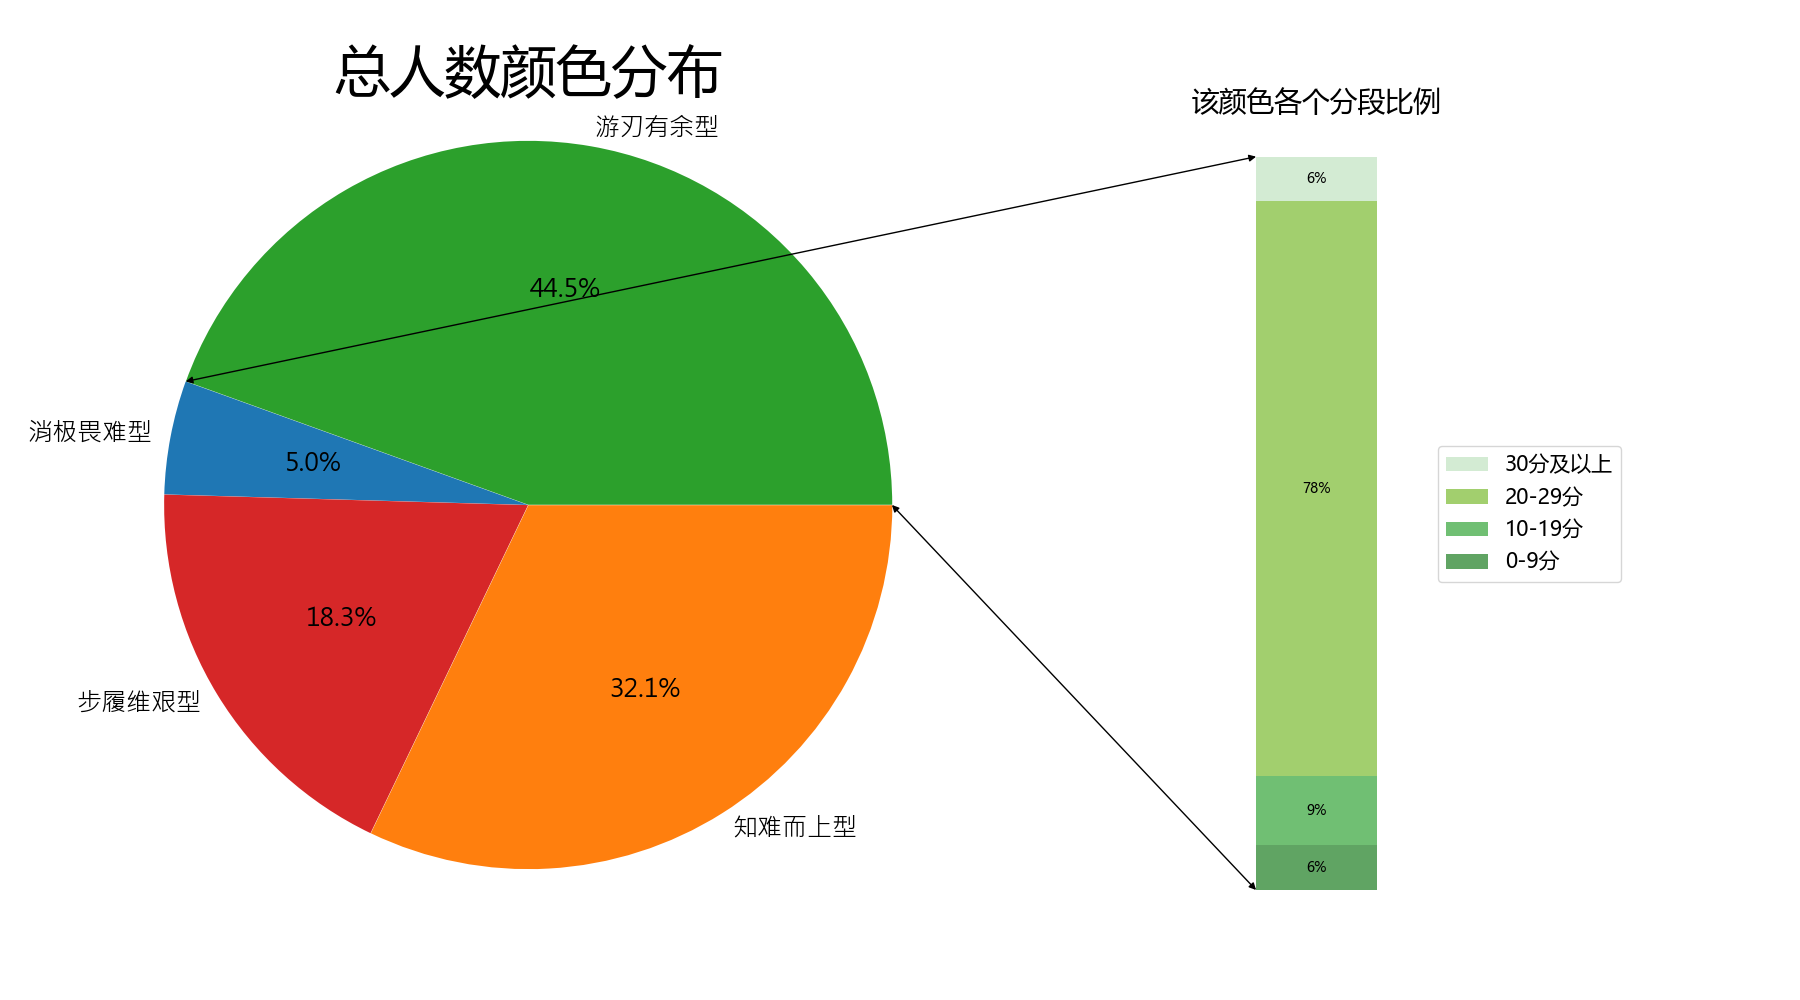 总人数颜色分布
游刃有余型
44.5%
消极畏难型
5.0%
18.3%
步履维艰型
32.1%
知难而上型
该颜色各个分段比例
6%
78%
9%
6%
30分及以上
20-29分
10-19分
0-9分